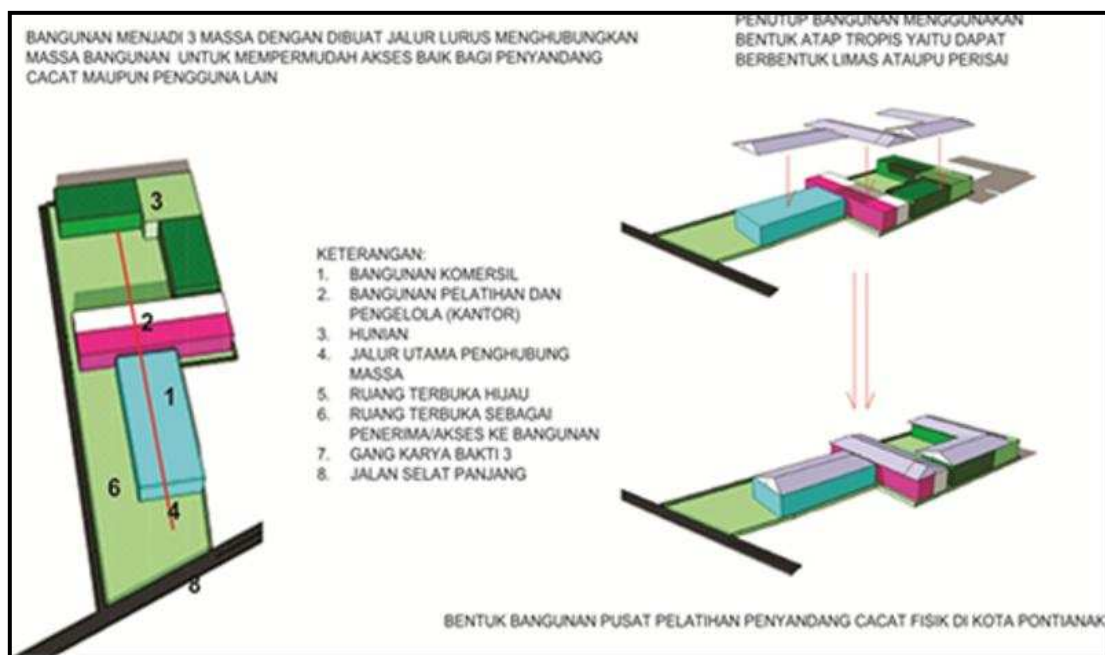 BANGUNAN MENJADI 3 MASSA DENGAN DIBUAT JALUR LURUS MENGHUBUNGKAN
MASSA BANGUNAN UNTUK MEMPERMUDAH AKSES BAIK BAGI PENYANDANG
CACAT MAUPUN PENGGUNA LAIN
PENUTUP BANGUNAN MENGGUNAKAN
BENTUK ATAP TROPIS YAITU DAPAT
BERBENTUK LIMAS ATAUPU PERISAI
3
2
1
6
4
8
KETERANGAN:
1. BANGUNAN KOMERSIL
2. BANGUNAN PELATIHAN DAN
PENGELOLA (KANTOR)
3. HUNIAN
4. JALUR UTAMA PENGHUBUNG
MASSA
5. RUANG TERBUKA HIJAU
6. RUANG TERBUKA SEBAGAI
PENERIMA/AKSES KE BANGUNAN
7. GANG KARYA BAKTI 3
8. JALAN SELAT PANJANG
BENTUK BANGUNAN PUSAT PELATIHAN PENYANDANG CACAT FISIK DI KOTA PONTIANAK